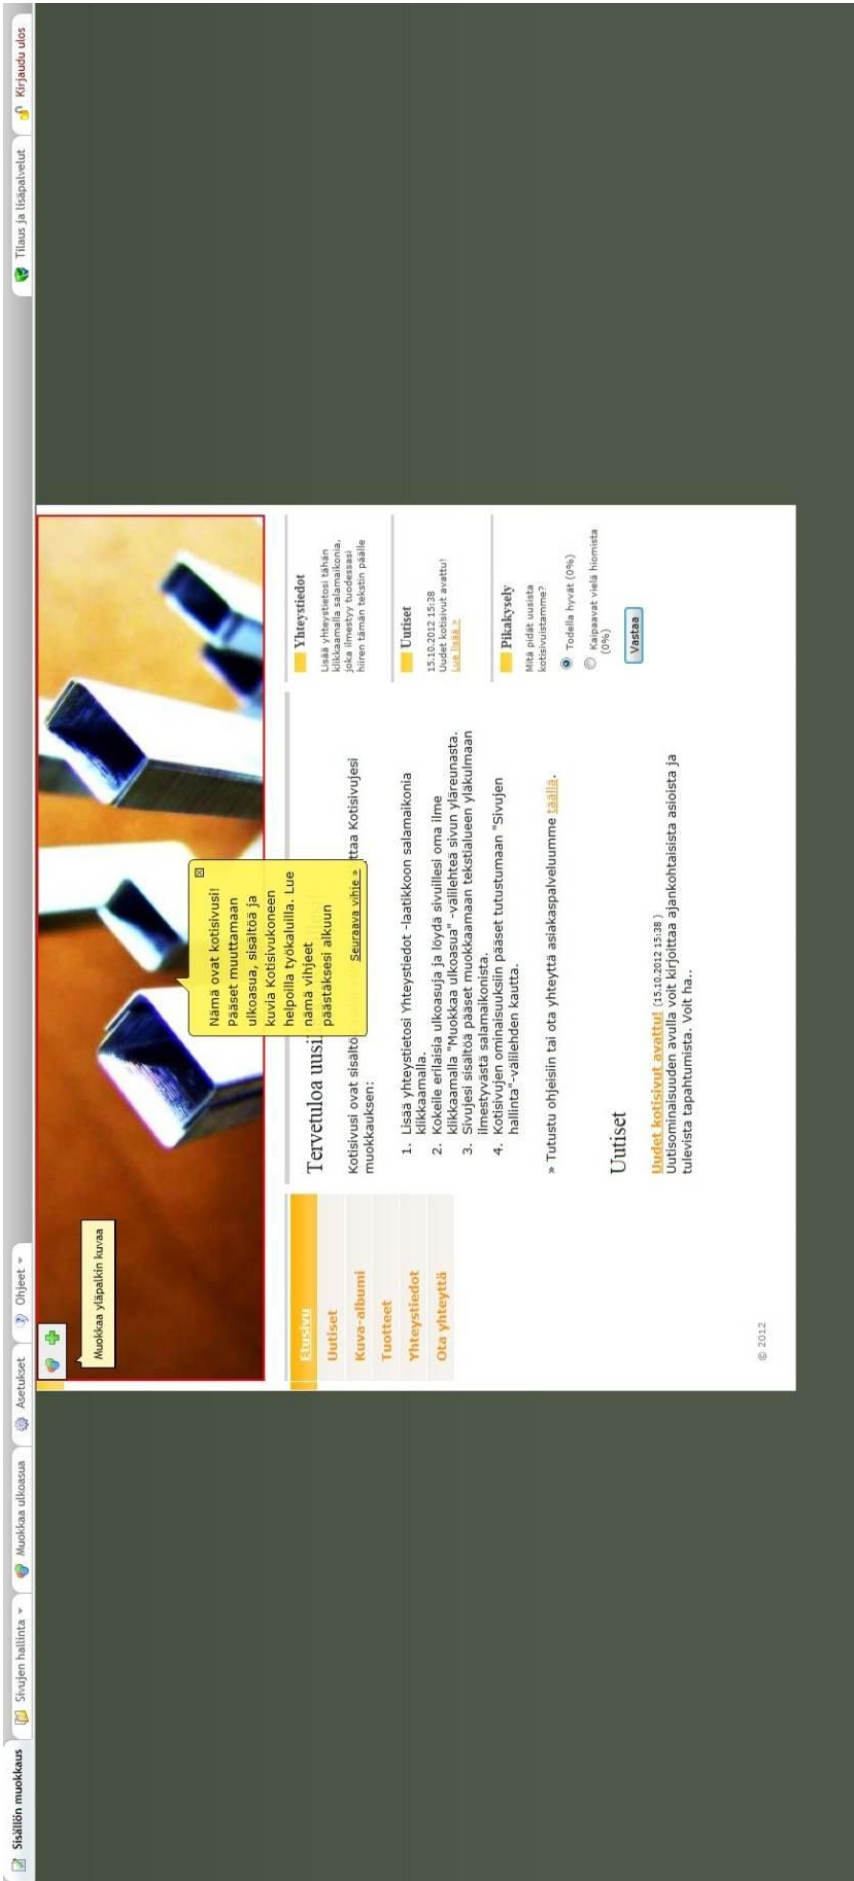 Sisällön muokkaus
Sivujen hallinta
Muokkaa ulkoasua
Asetukset
Ohjeet
Tilaus ja lisäpalvelut
Kirjaudu ulos
Muokkaa yläpalkin kuvaa
Nämä ovat kotisivusi!
Pääset muuttamaan
ulkoasua, sisältöä ja
kuvia Kotisivukoneen
helpoilla työkaluilla. Lue
nämä vihjeet
päästäksesi alkuun
Seuraava vihje »
Etusivu
Uutiset
Kuva-albumi
Tuotteet
Yhteystiedot
Ota yhteyttä
Tervetuloa uusi
Kotisivusi ovat sisältö ttaa Kotisivujesi
muokkauksen:
1. Lisää yhteystietosi Yhteystiedot -laatikkoon salamaikonia
klikkaamalla.
2. Kokeile erilaisia ulkoasuja ja löydä sivuillesi oma ilme
klikkaamalla "Muokkaa ulkoasua" -välilehteä sivun yläreunasta.
3. Sivujesi sisältöä pääset muokkaamaan tekstialueen yläkulmaan
ilmestyvästä salamaikonista.
4. Kotisivujen ominaisuuksiin pääset tutustumaan "Sivujen
hallinta"-välilehden kautta.
» Tutustu ohjeisiin tai ota yhteyttä asiakaspalveluumme täällä.
Uutiset
Uudet kotisivut avattu! (15.10.2012 15:38 )
Uutisominaisuuden avulla voit kirjoittaa ajankohtaisista asioista ja
tulevista tapahtumista. Voit ha..
Yhteystiedot
Lisää yhteystietosi tähän
klikkaamalla salamaikonia,
joka ilmestyy tuodessasi
hiiren tämän tekstin päälle
Uutiset
15.10.2012 15:38
Uudet kotisivut avattu!
Lue lisää »
Pikakysely
Mitä pidät uusista
kotisivuistamme?
Todella hyvät (0%)
Kaipaavat vielä hiomista
(0%)
Vastaa
© 2012